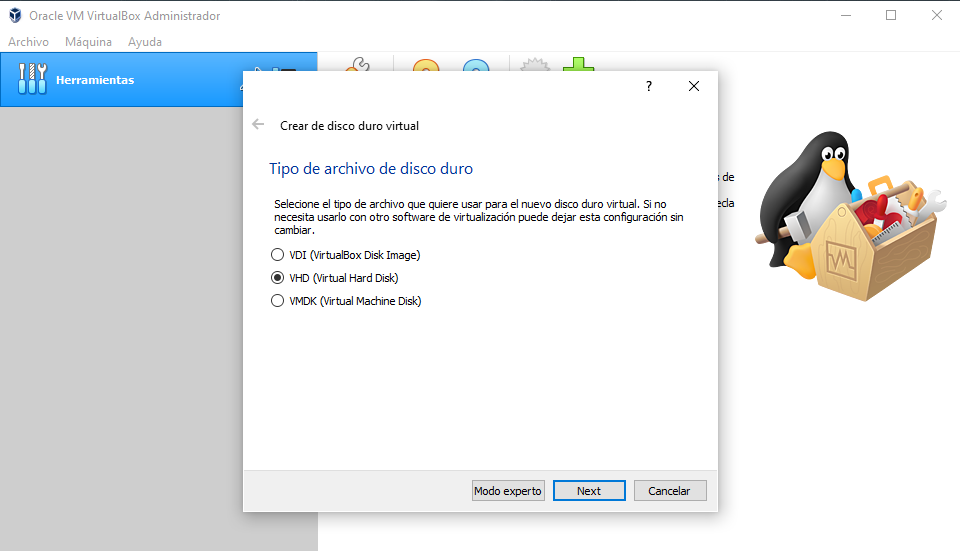 Oracle VM VirtualBox Administrador
Archivo Máquina Ayuda
Herramientas
?
Crear de disco duro virtual
Tipo de archivo de disco duro
s de
Selecione el tipo de archivo que quiere usar para el nuevo disco duro virtual. Si no
ecla
necesita usarlo con otro software de virtualización puede dejar esta configuración sin
cambiar.
VDI (VirtualBox Disk Image)
VHD (Virtual Hard Disk)
VMDK (Virtual Machine Disk)
Modo experto Next Cancelar